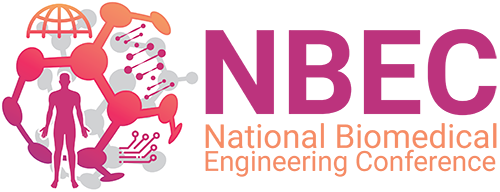 NBEC
National Biomedical
Engineering Conference